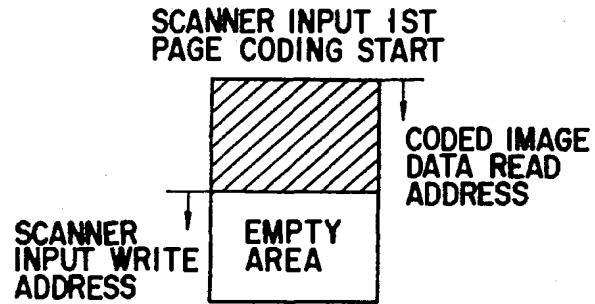 SCANNER INPUT 1ST
PAGE CODING START
CODED IMAGE
DATA READ
ADDRESS
SCANNER
INPUT WRITE
ADDRESS
EMPTY
AREA